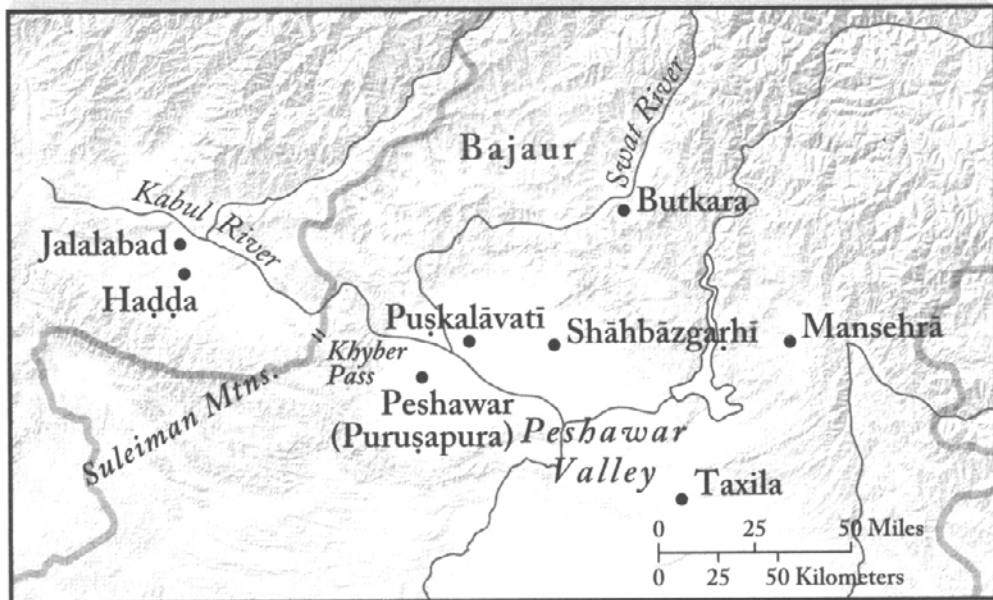 Bajaur
Swat River
Butkara
Kabul River
Jalalabad
Haḍḍa
Puṣkalāvatī
Shāhbāzgaṛhī
Mansehrā
Khyber
Pass
Peshawar
(Puruṣapura)
Peshawar
Valley
Suleiman Mtns.
Taxila
0 25 50 Miles
0 25 50 Kilometers